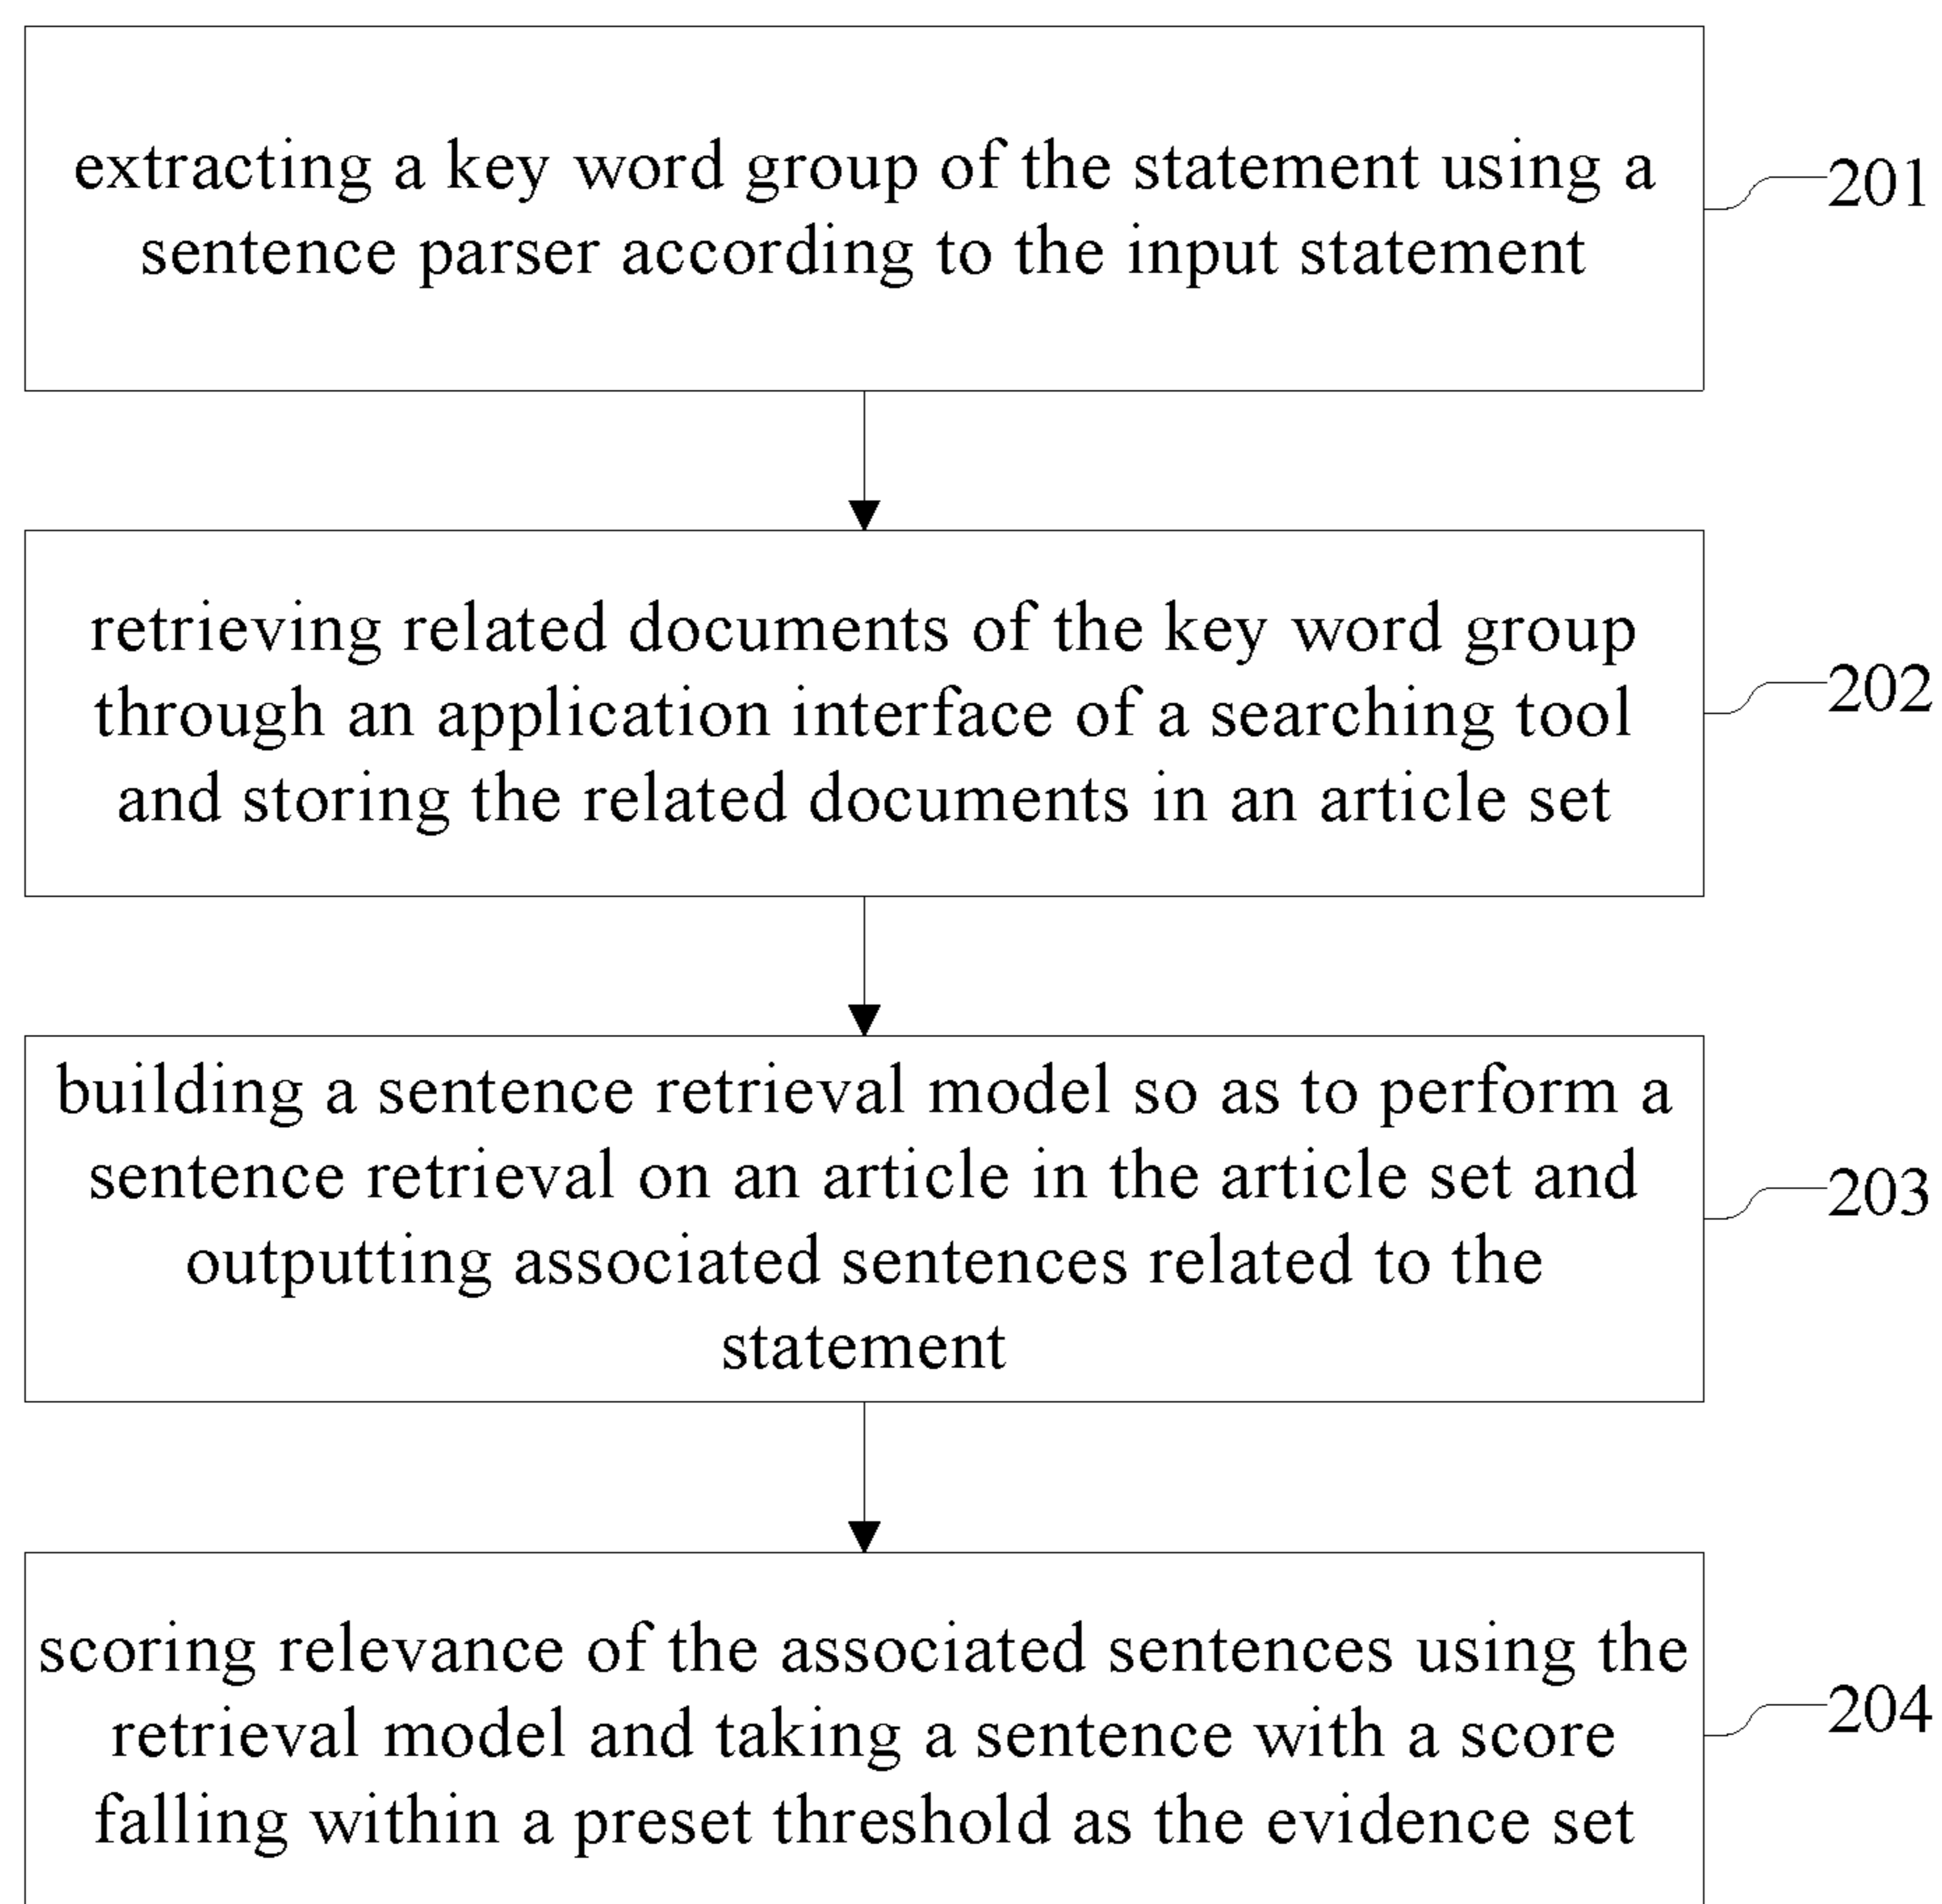 extracting a key word group of the statement using a
sentence parser according to the input statement
201
retrieving related documents of the key word group
through an application interface of a searching tool
and storing the related documents in an article set
202
building a sentence retrieval model so as to perform a
sentence retrieval on an article in the article set and
outputting associated sentences related to the
statement
203
scoring relevance of the associated sentences using the
retrieval model and taking a sentence with a score
falling within a preset threshold as the evidence set
204